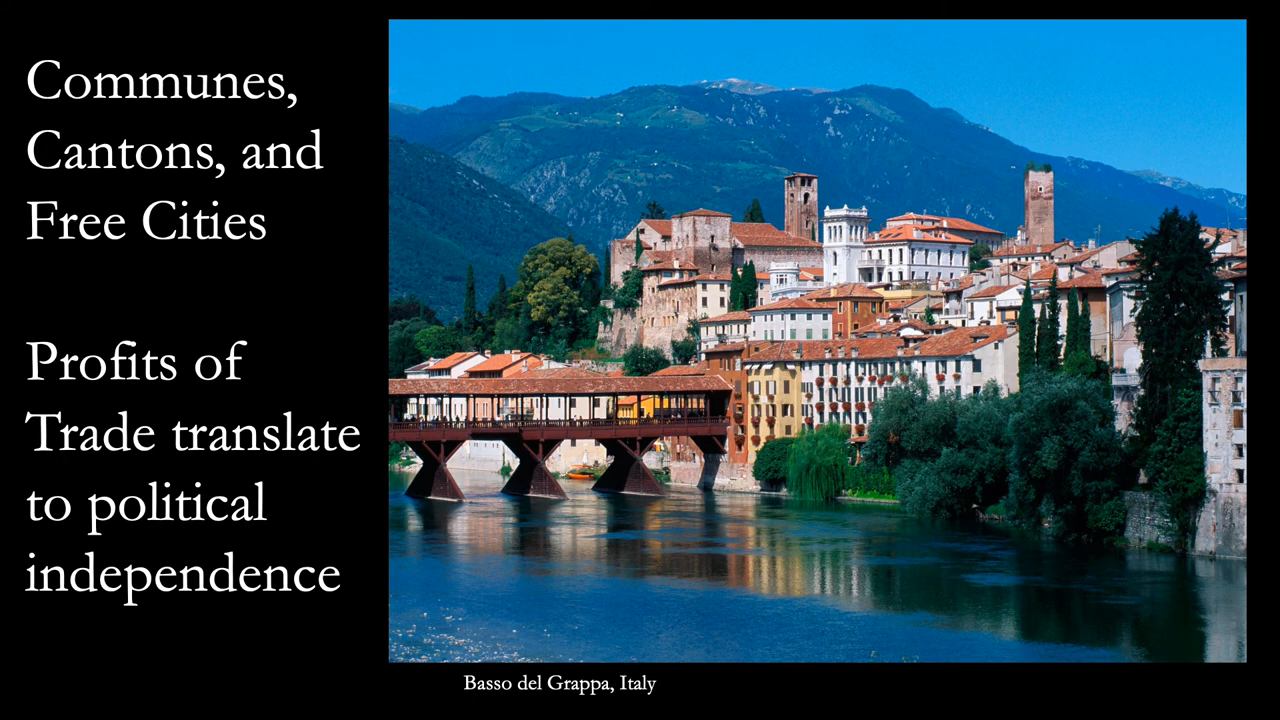 Communes,
Cantons, and
Free Cities
Profits of
Trade translate
to political
independence
Basso del Grappa, Italy